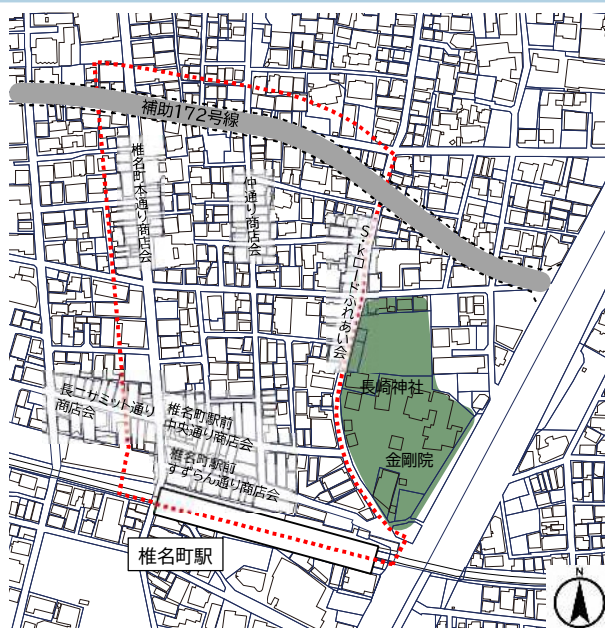 補助172号線
椎名町本通り商店会
仲通り商店会
S・ロードふれあい会
長崎神社
金剛院
長二サミット通り
商店会
椎名町駅前
中央通り商店会
椎名町駅前
すずらん通り商店会
椎名町駅
N